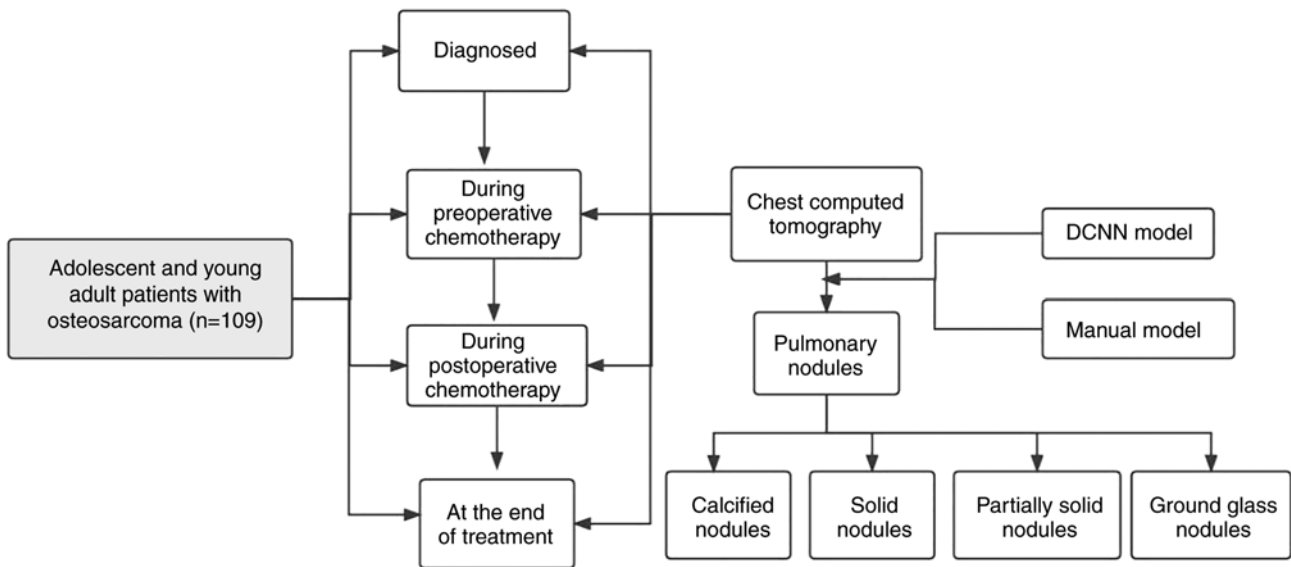 Diagnosed
During
preoperative
chemotherapy
Chest computed
tomography
DCNN model
Adolescent and young
adult patients with
osteosarcoma (n=109)
Manual model
During
postoperative
chemotherapy
Pulmonary
nodules
At the end
of treatment
Calcified
nodules
Solid
nodules
Partially solid
nodules
Ground glass
nodules